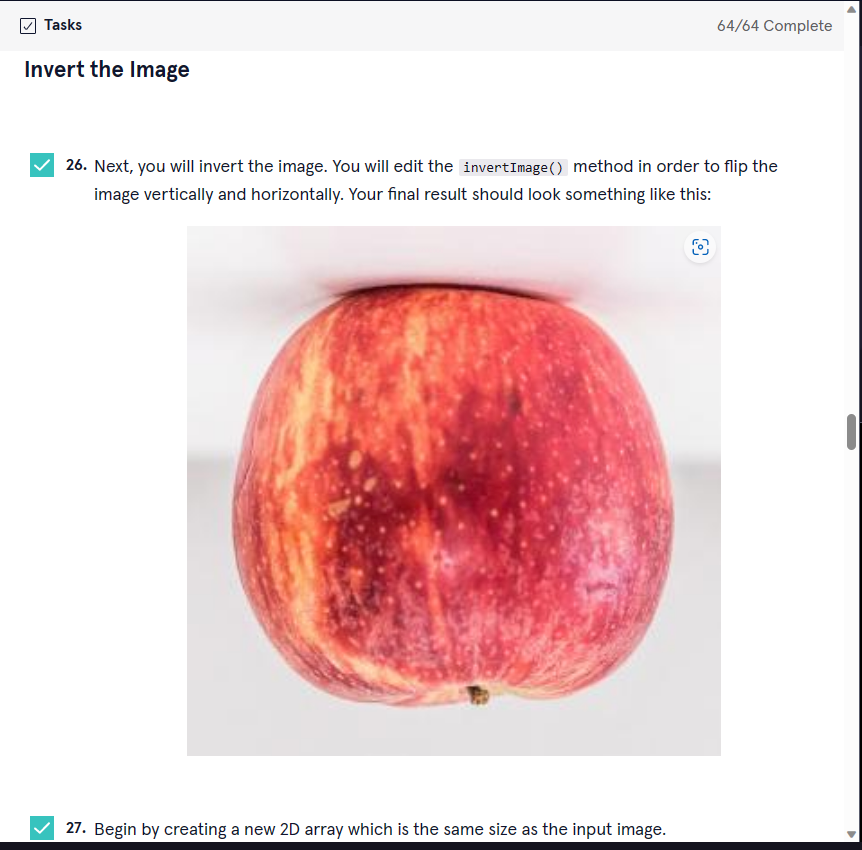 Tasks
64/64 Complete
Invert the Image
26. Next, you will invert the image. You will edit the invertImage() method in order to flip the
image vertically and horizontally. Your final result should look something like this:
27. Begin by creating a new 2D array which is the same size as the input image.